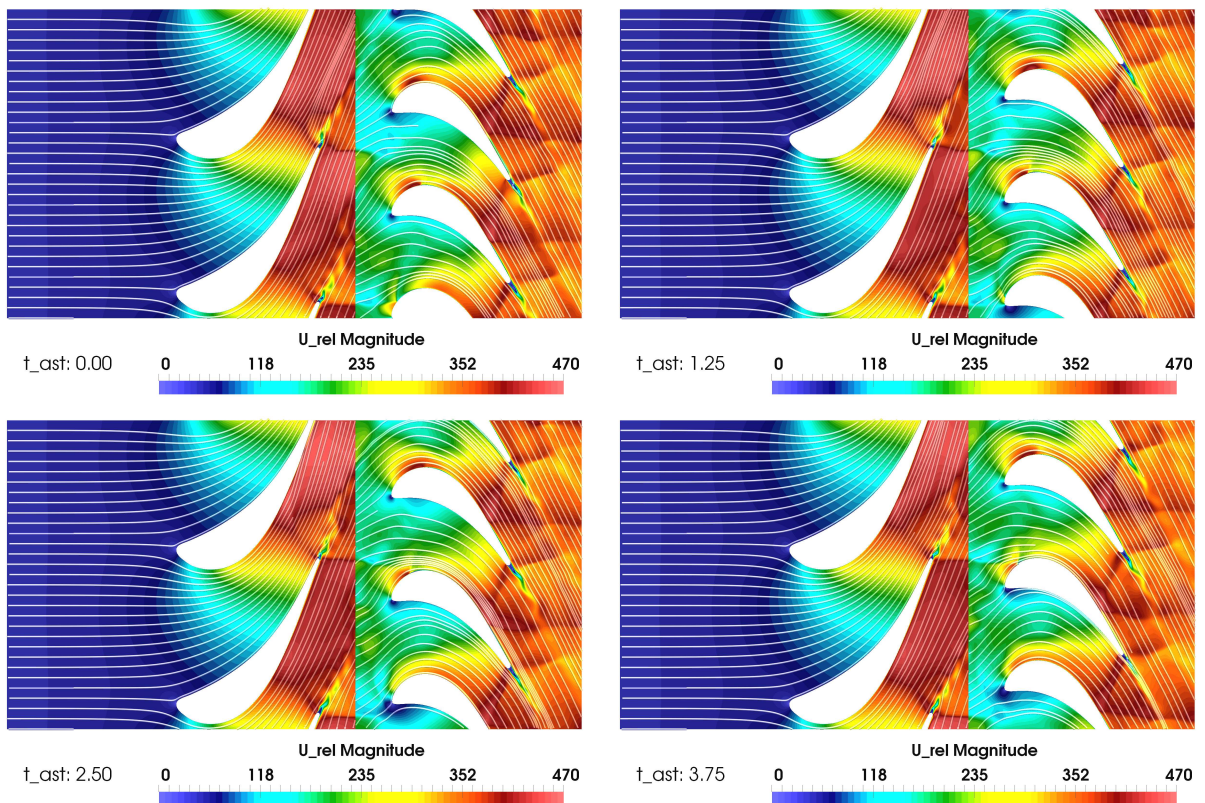 U_rel Magnitude
t_ast: 0.00
0 118 235 352 470
U_rel Magnitude
t_ast: 1.25
0 118 235 352 470
U_rel Magnitude
t_ast: 2.50
0 118 235 352 470
U_rel Magnitude
t_ast: 3.75
0 118 235 352 470